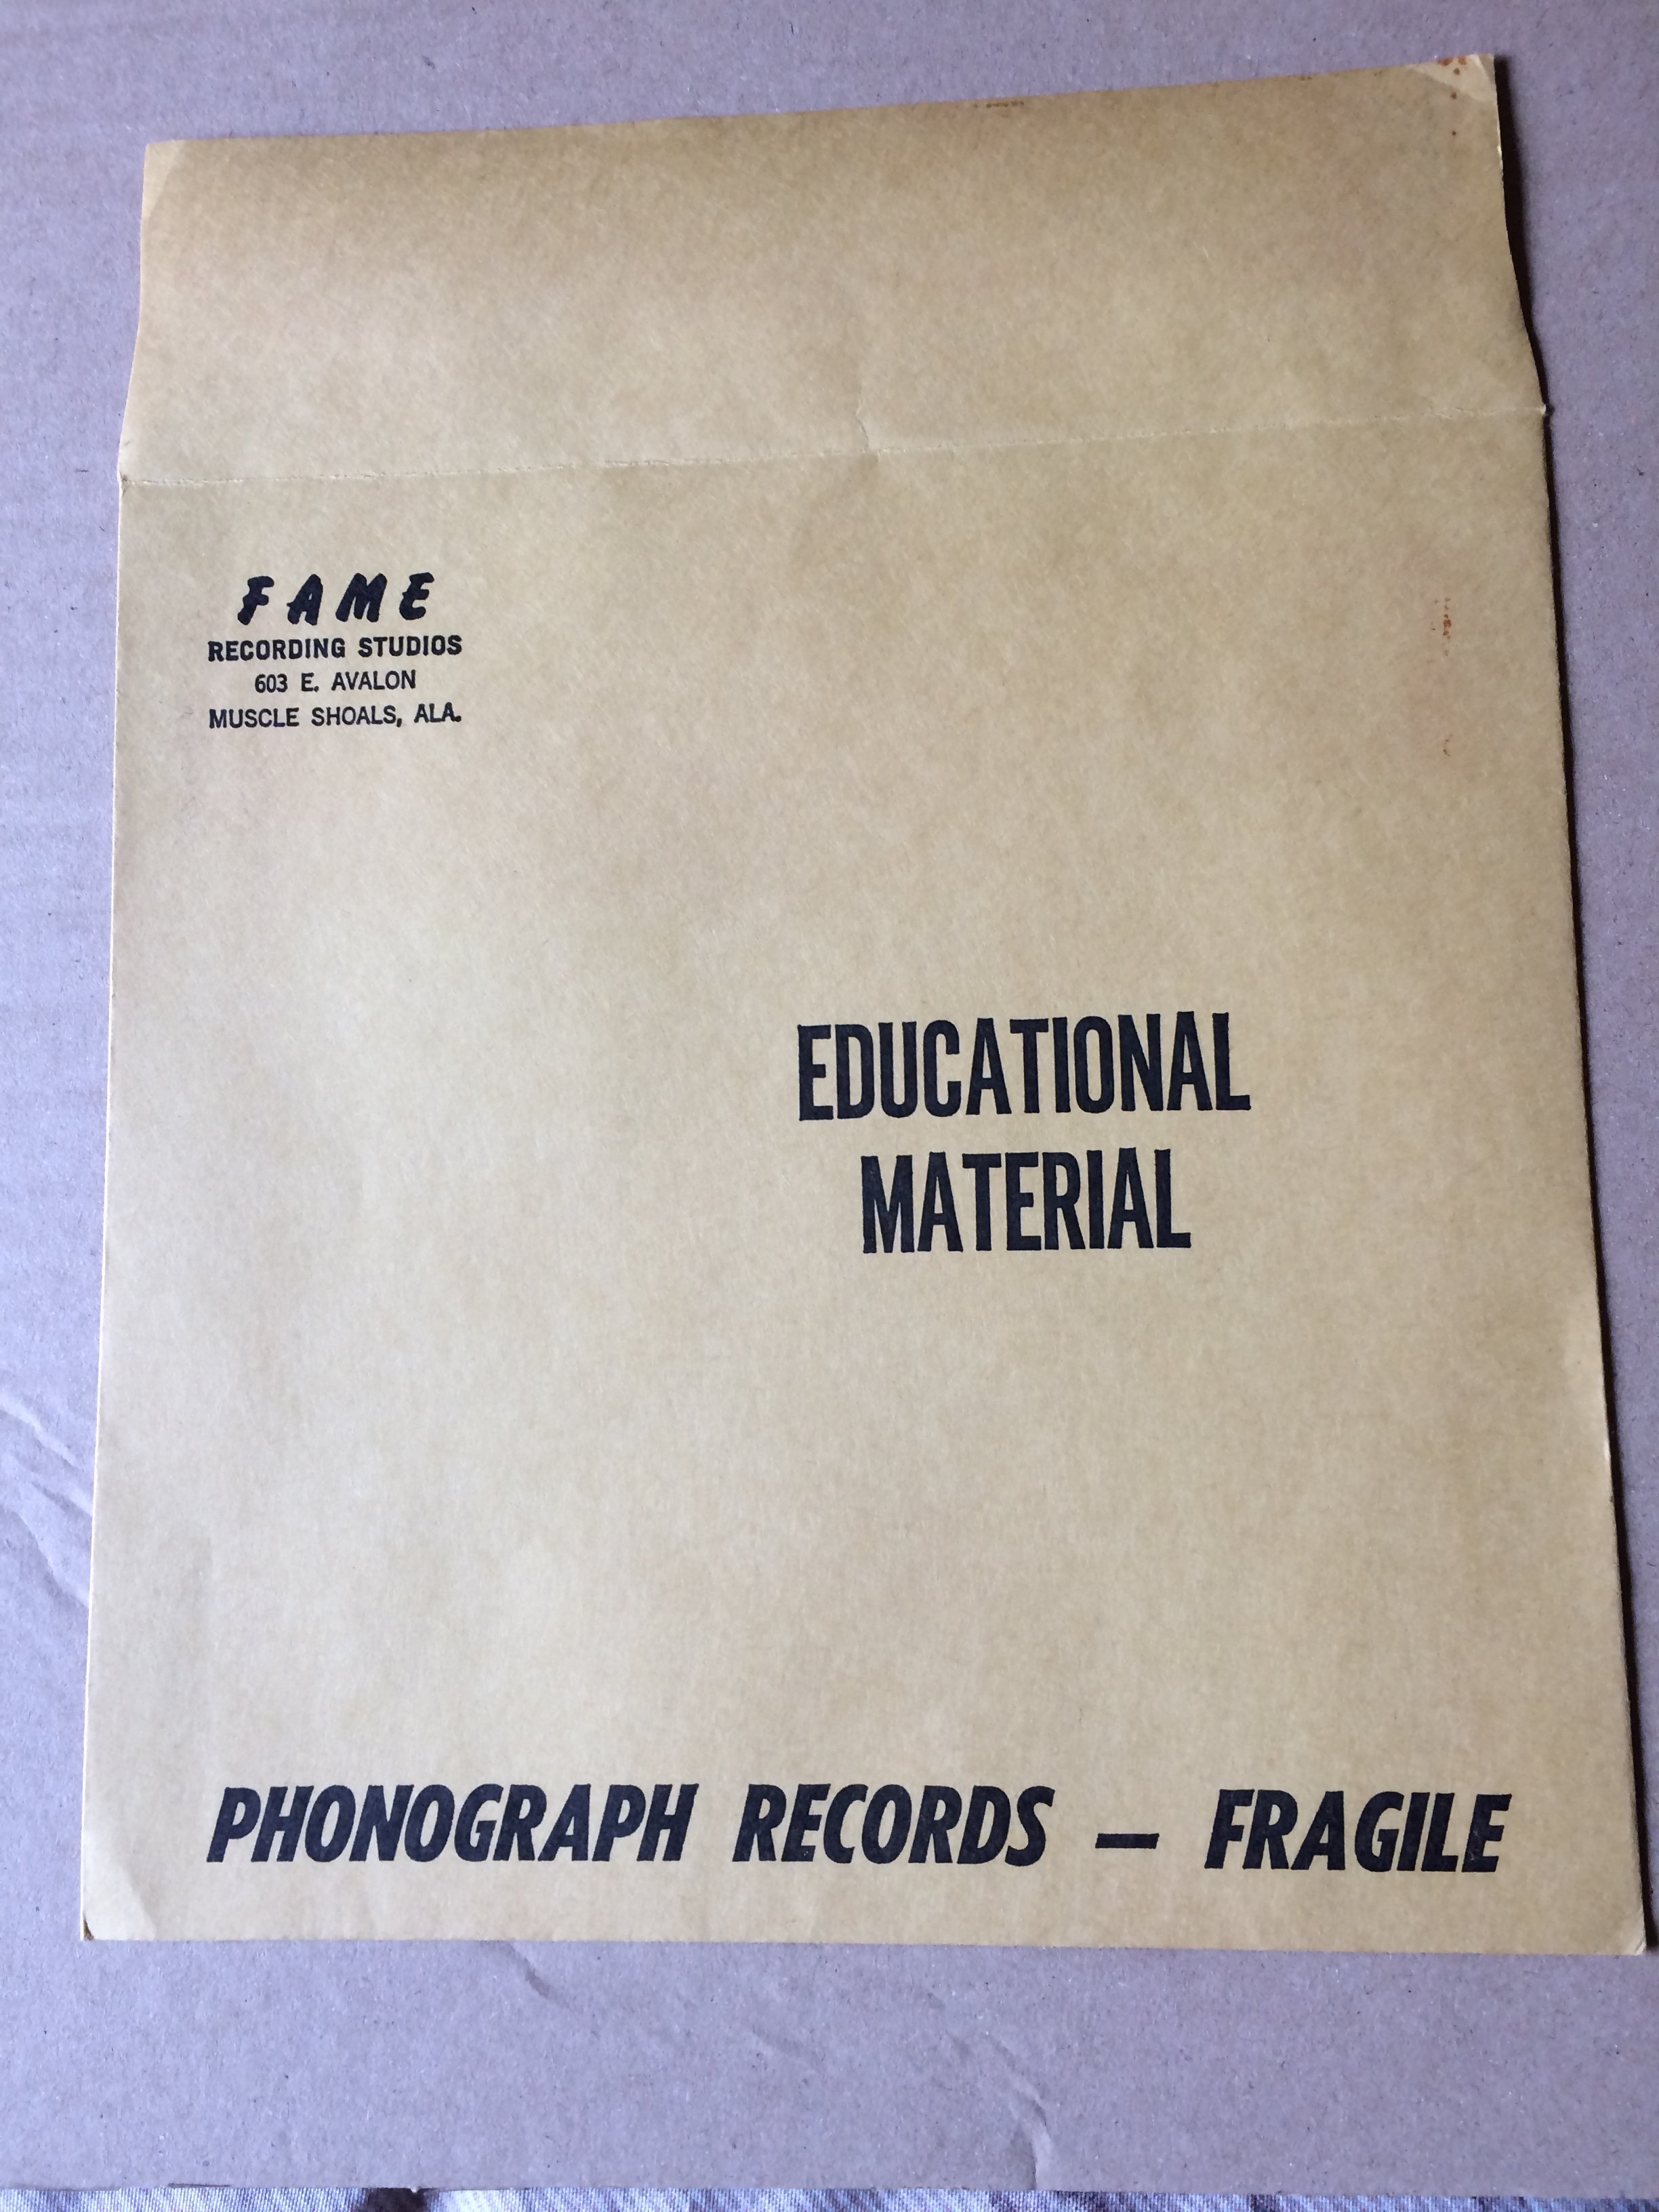 FAME
RECORDING STUDIOS
603 E. AVALON
MUSCLE SHOALS, ALA.
EDUCATIONAL
MATERIAL
PHONOGRAPH RECORDS — FRAGILE